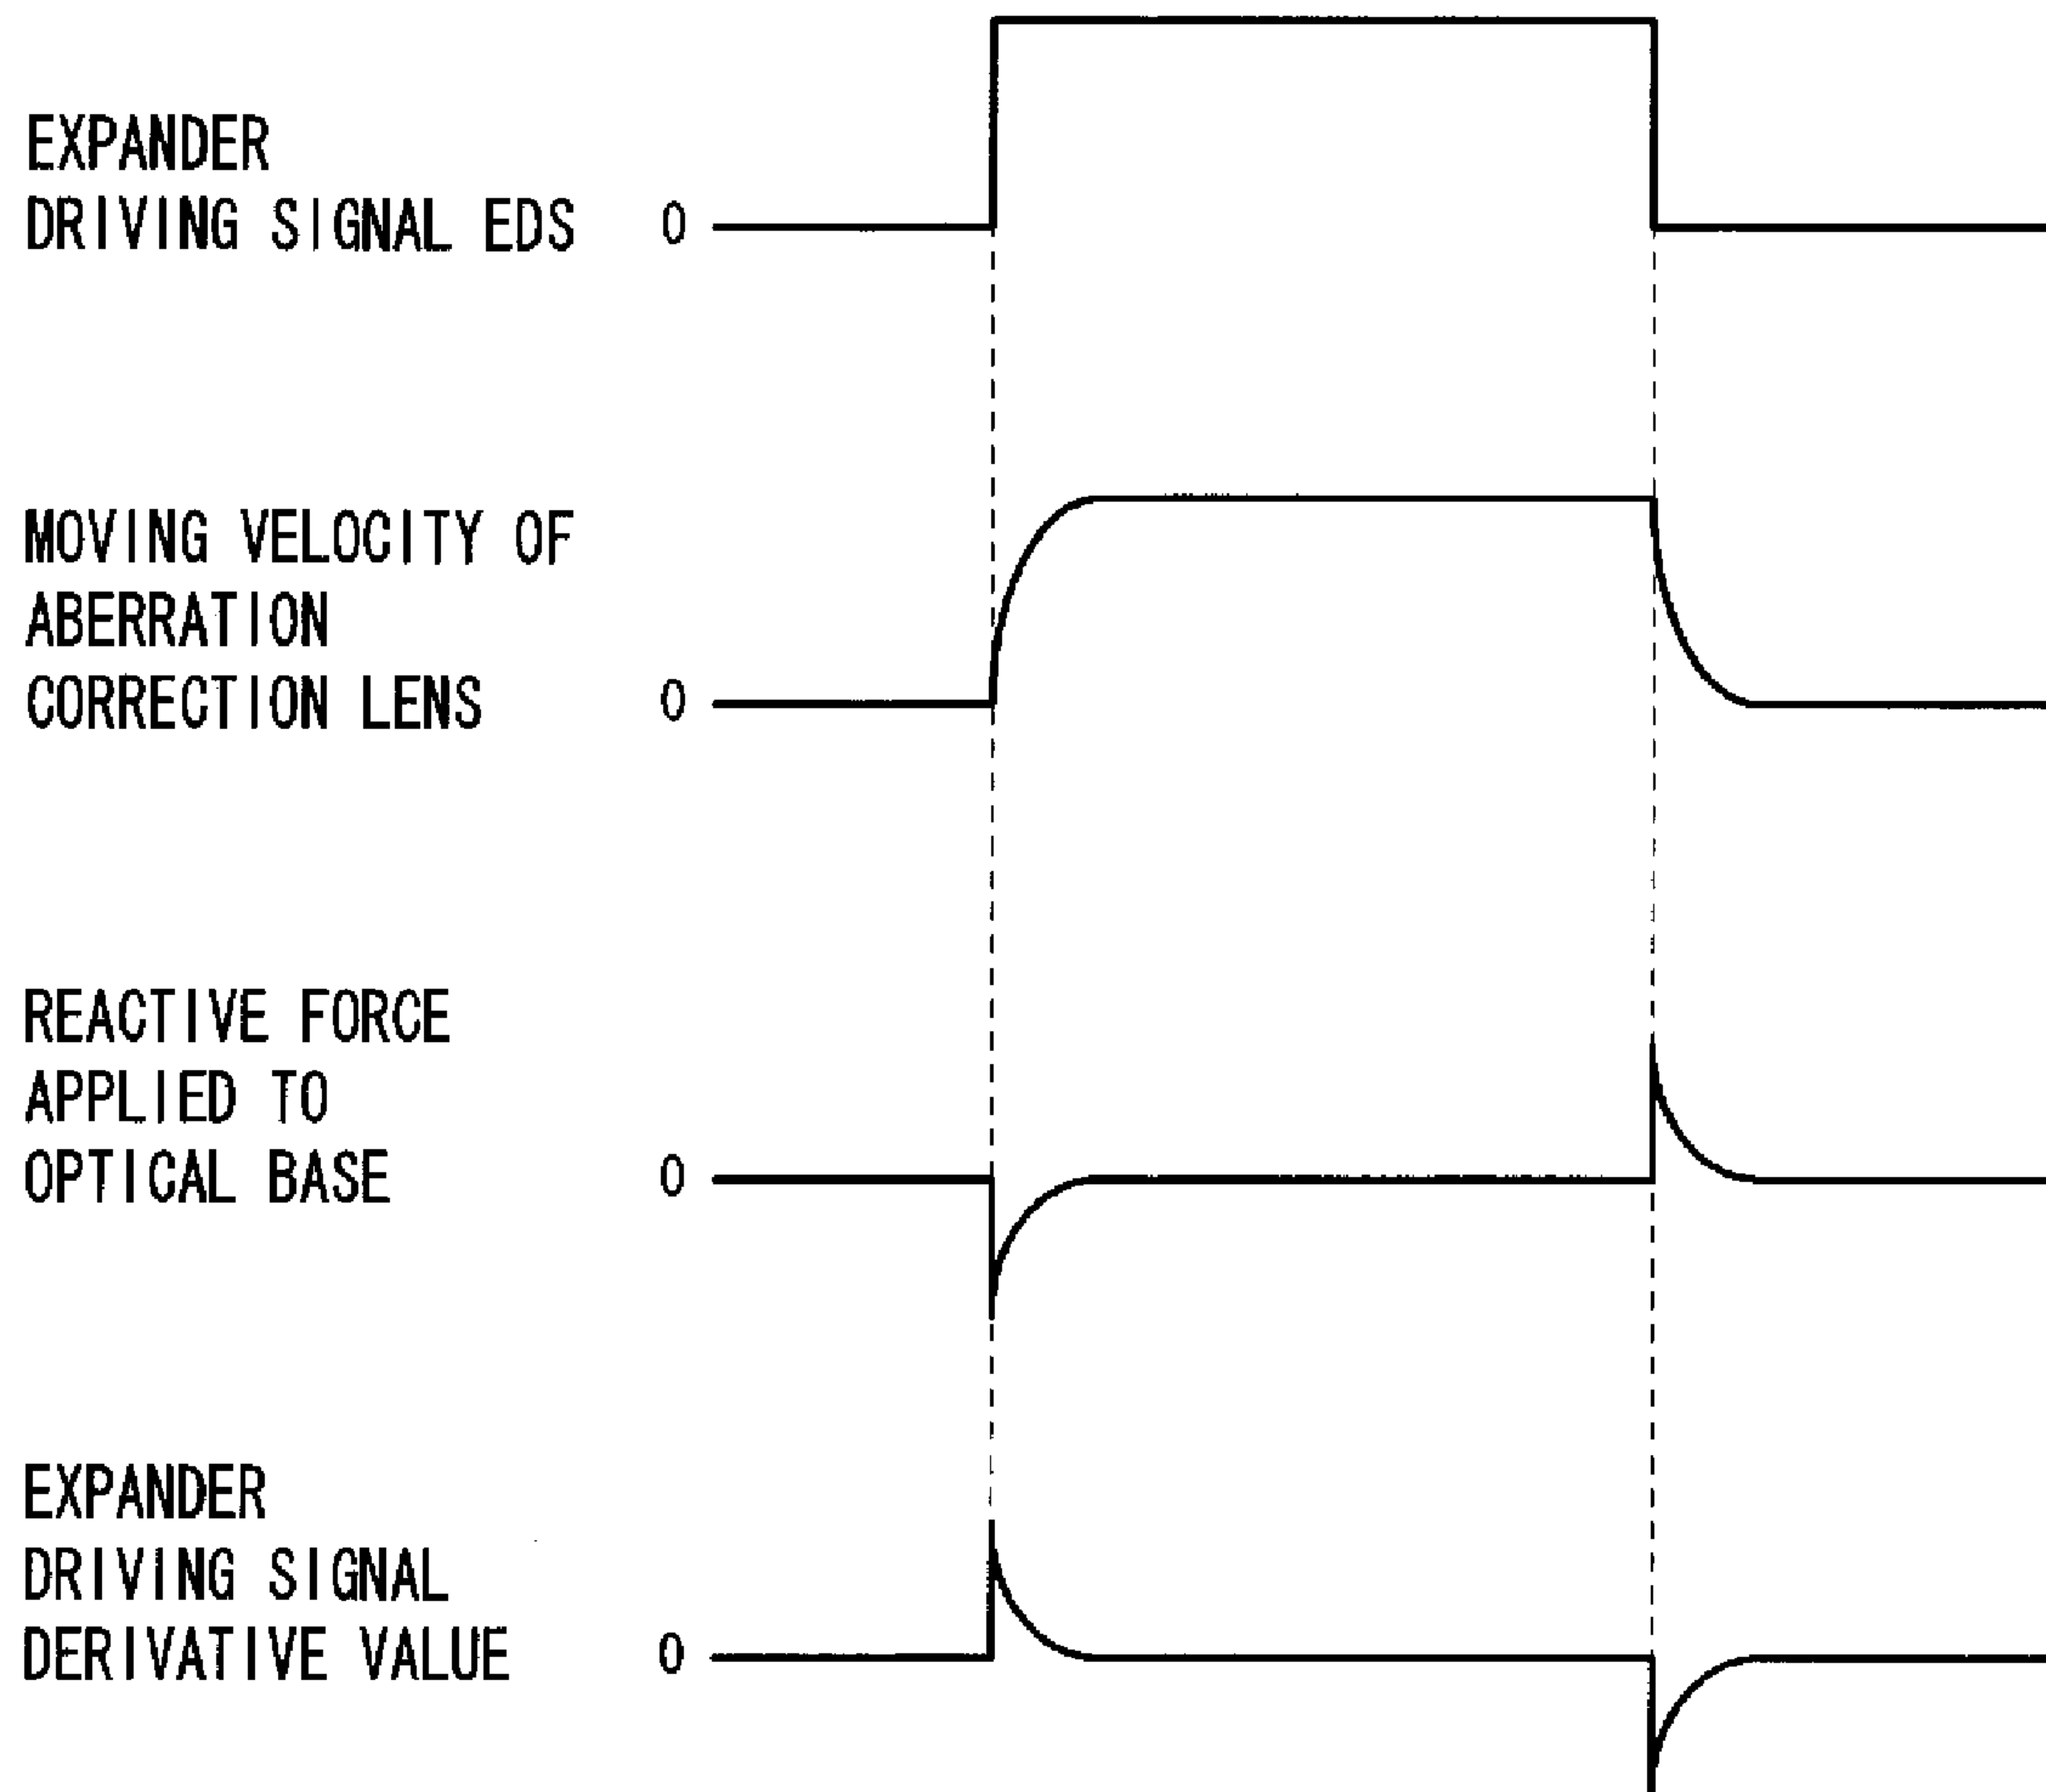 EXPANDER
DRIVING SIGNAL EDS 0
MOVING VELOCITY OF
ABERRATION
CORRECTION LENS 0
REACTIVE FORCE
APPLIED TO
OPTICAL BASE 0
EXPANDER
DRIVING SIGNAL
DERIVATIVE VALUE 0